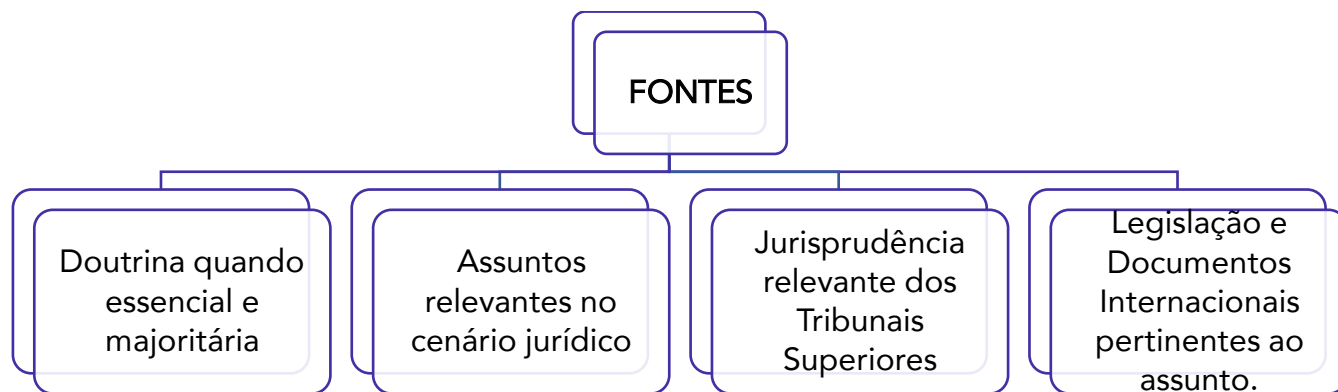 FONTES
Doutrina quando
essencial e
majoritária
Assuntos
relevantes no
cenário jurídico
Jurisprudência
relevante dos
Tribunais
Superiores
Legislação e
Documentos
Internacionais
pertinentes ao
assunto.